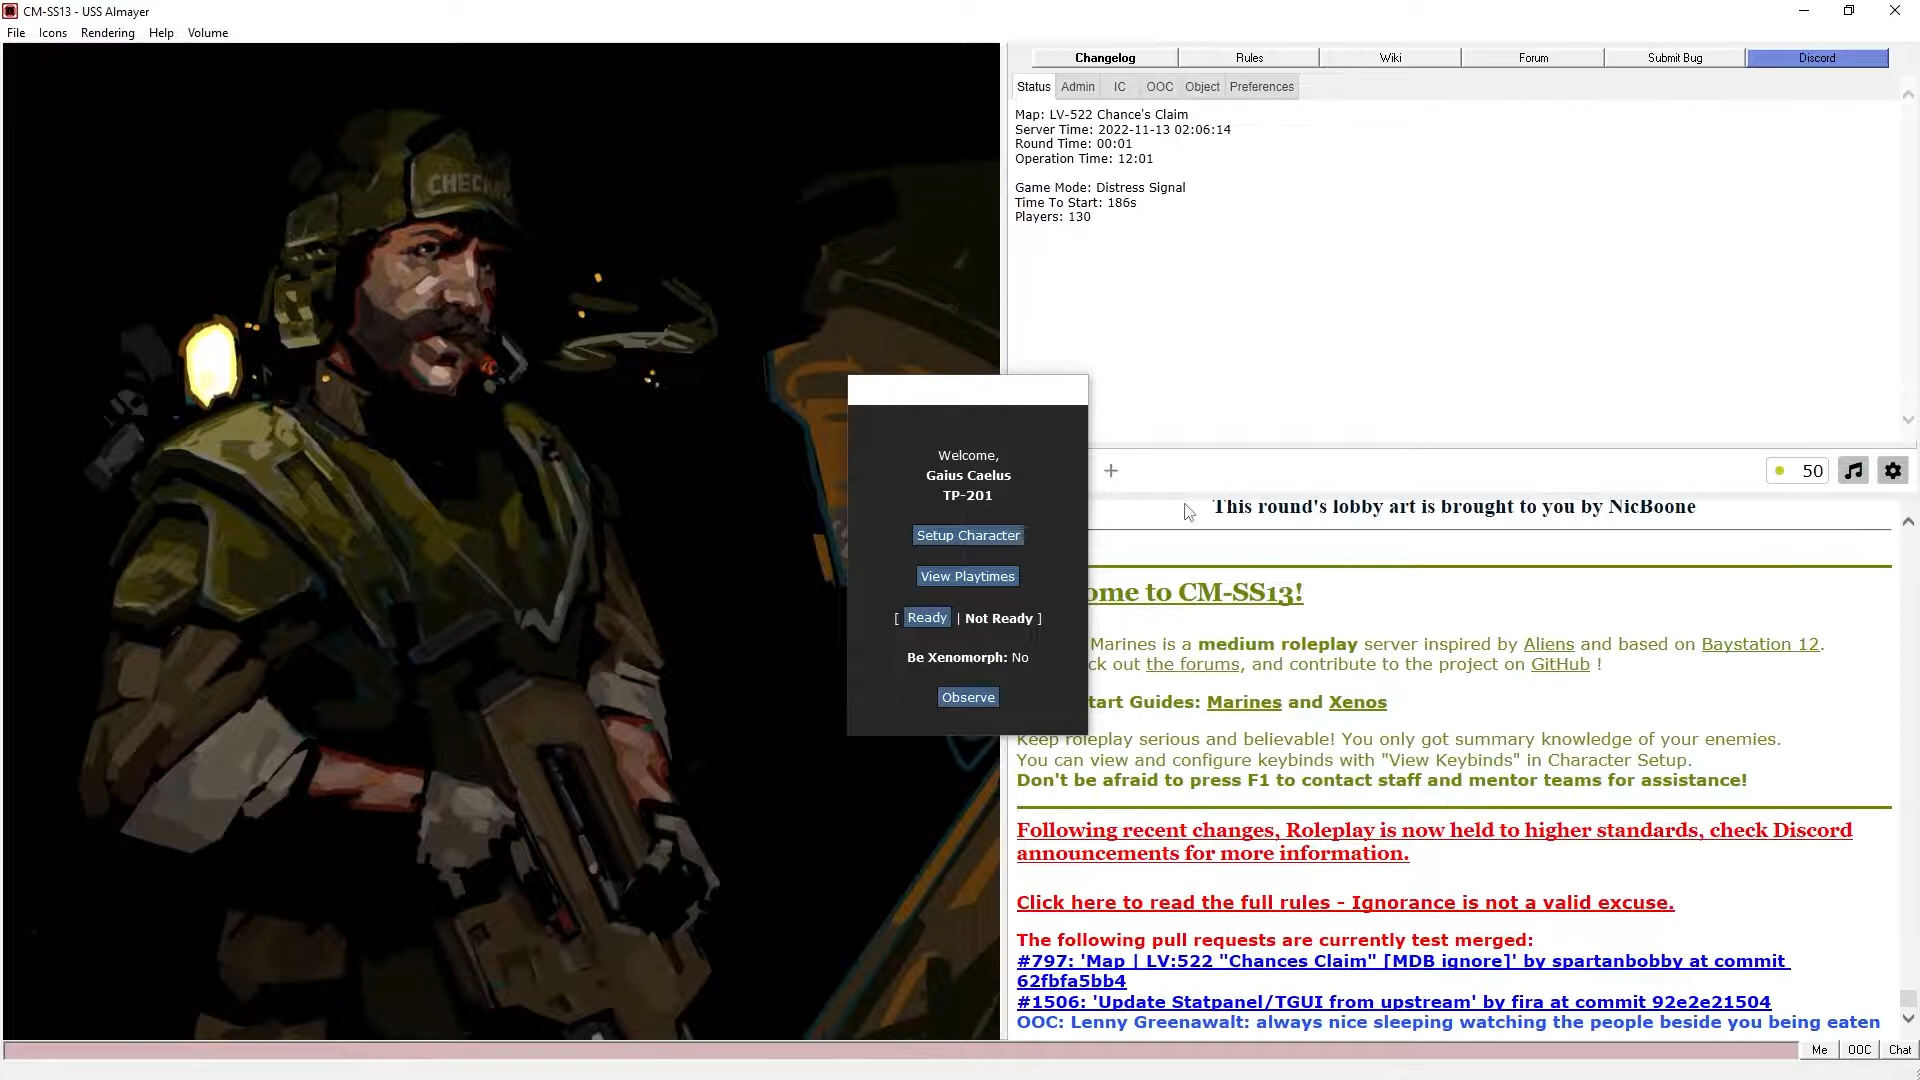 CM-SS13 - USS Almayer
File Icons Rendering Help Volume
CHEC
Changelog Rules Wiki Forum Submit Bug Discord
Status Admin IC OOC Object Preferences
Map: LV-522 Chance's Claim
Server Time: 2022-11-13 02:06:14
Round Time: 00:01
Operation Time: 12:01
Game Mode: Distress Signal
Time To Start: 186s
Players: 130
Welcome,
Gaius Caelus
TP-201
Setup Character
View Playtimes
[ Ready | Not Ready ]
Be Xenomorph: No
Observe
+ 50
This round's lobby art is brought to you by NicBoone
ome to CM-SS13!
Marines is a medium roleplay server inspired by Aliens and based on Baystation 12.
ck out the forums, and contribute to the project on GitHub !
tart Guides: Marines and Xenos
Keep roleplay serious and believable! You only got summary knowledge of your enemies.
You can view and configure keybinds with "View Keybinds" in Character Setup.
Don't be afraid to press F1 to contact staff and mentor teams for assistance!
Following recent changes, Roleplay is now held to higher standards, check Discord
announcements for more information.
Click here to read the full rules - Ignorance is not a valid excuse.
The following pull requests are currently test merged:
#797: 'Map | LV:522 "Chances Claim" [MDB ignore]' by spartanbobby at commit
62fbfa5bb4
#1506: 'Update Statpanel/TGUI from upstream' by fira at commit 92e2e21504
OOC: Lenny Greenawalt: always nice sleeping watching the people beside you being eaten
Me OOC Chat